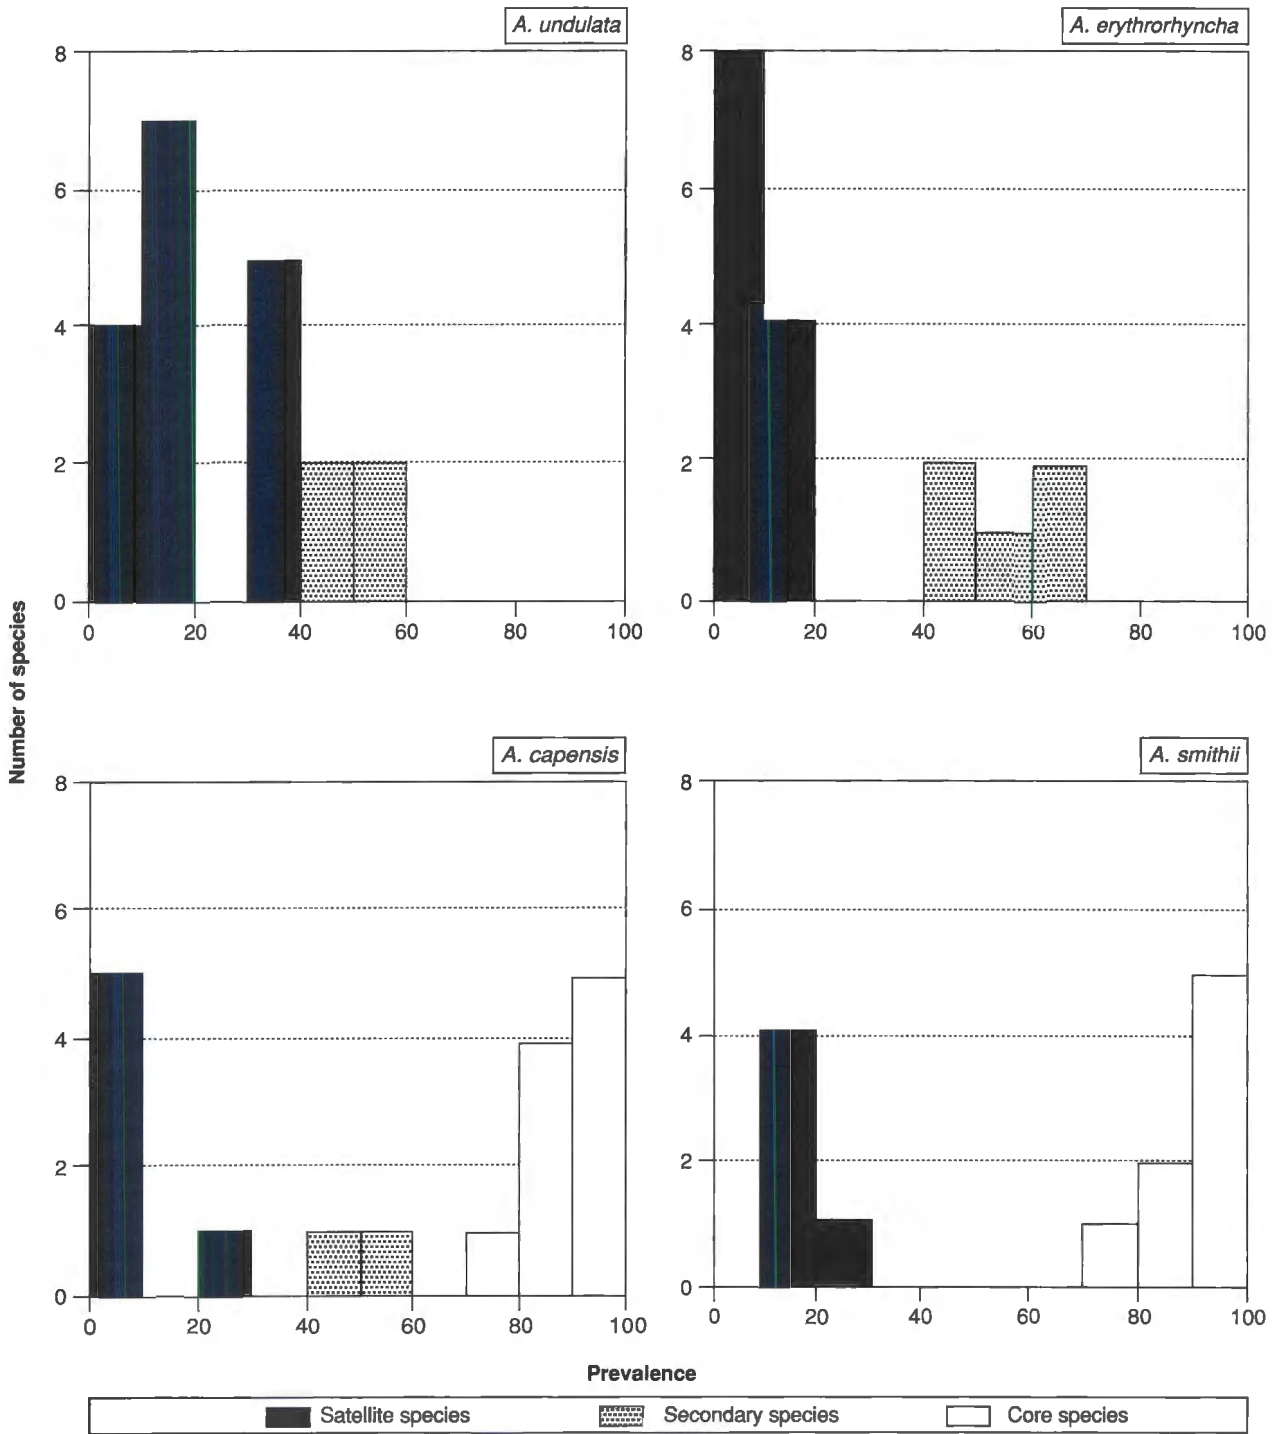 A. undulata
A. erythrorhyncha
8
6
4
2
0
0 20 40 60 80 100
8
6
4
2
0
0 20 40 60 80 100
Number of species
A. capensis
A. smithii
8
6
4
2
0
0 20 40 60 80 100
8
6
4
2
0
0 20 40 60 80 100
Prevalence
Satellite species Secondary species Core species